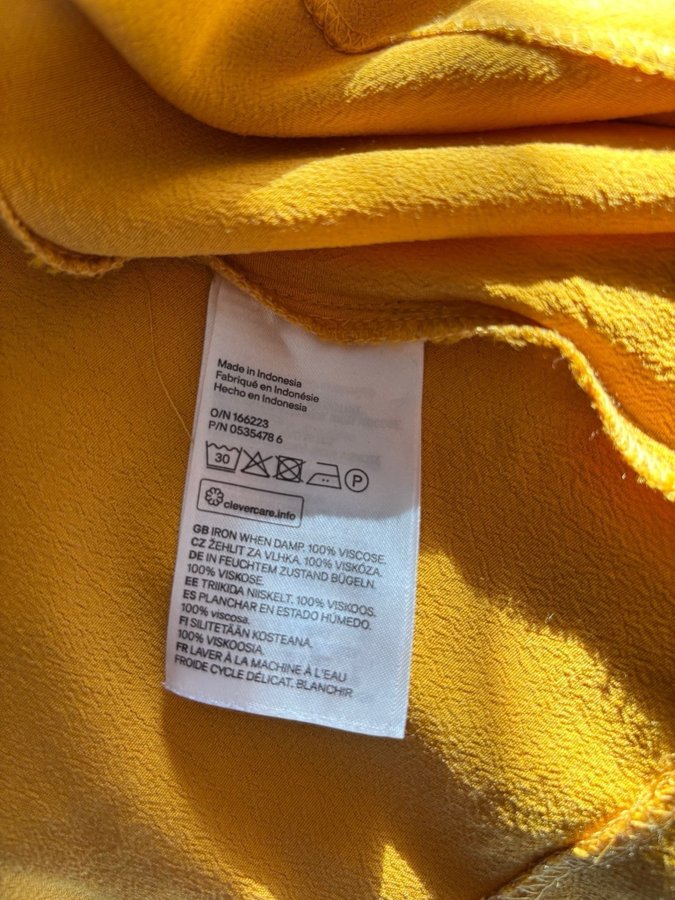 Made in Indonesia
Fabriqué en Indonésie
Hecho en Indonesia
O/N 166223
P/N 0535478 6
30
P
clevercare.info
GB IRON WHEN DAMP. 100% VISCOSE.
CZ ŽEHLIT ZA VLHKA. 100% VISKÓZA.
DE IN FEUCHTEM ZUSTAND BÜGELN.
100% VISKOSE.
EE TRIIKIDA NIISKELT. 100% VISKOOS.
ES PLANCHAR EN ESTADO HÚMEDO.
100% viscosa.
FI SILITETÄÄN KOSTEANA.
100% VISKOOSIA.
FR LAVER À LA MACHINE À L'EAU
FROIDE CYCLE DÉLICAT. BLANCHIR